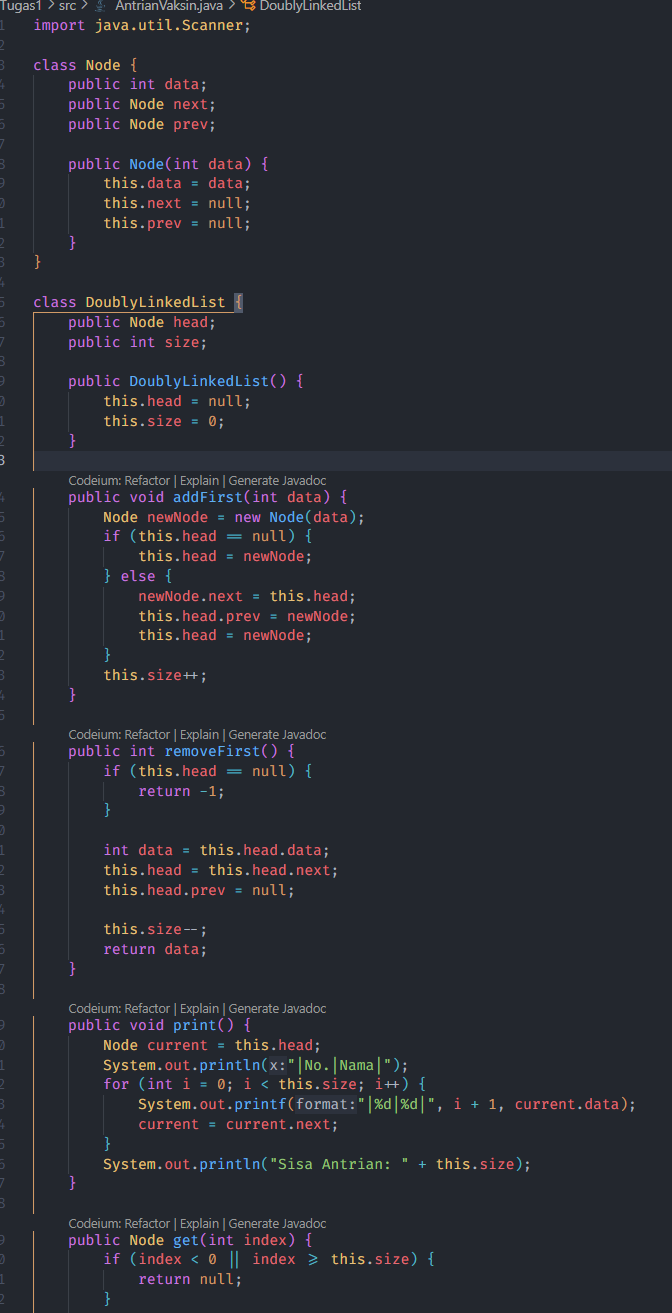 Tugas1 > src > AntrianVaksin.java > DoublyLinkedList
import java.util.Scanner;
class Node {
public int data;
public Node next;
public Node prev;
public Node(int data) {
this.data = data;
this.next = null;
this.prev = null;
}
}
class DoublyLinkedList {
public Node head;
public int size;
public DoublyLinkedList() {
this.head = null;
this.size = 0;
}
Codeium: Refactor | Explain | Generate Javadoc
public void addFirst(int data) {
Node newNode = new Node(data);
if (this.head == null) {
this.head = newNode;
} else {
newNode.next = this.head;
this.head.prev = newNode;
this.head = newNode;
}
this.size++;
}
Codeium: Refactor | Explain | Generate Javadoc
public int removeFirst() {
if (this.head == null) {
return -1;
}
int data = this.head.data;
this.head = this.head.next;
this.head.prev = null;
this.size--;
return data;
}
Codeium: Refactor | Explain | Generate Javadoc
public void print() {
Node current = this.head;
System.out.println(x:"|No.|Nama|");
for (int i = 0; i < this.size; i++) {
System.out.printf(format:"|%d|%d|", i + 1, current.data);
current = current.next;
}
System.out.println("Sisa Antrian: " + this.size);
}
Codeium: Refactor | Explain | Generate Javadoc
public Node get(int index) {
if (index < 0 || index >= this.size) {
return null;
}